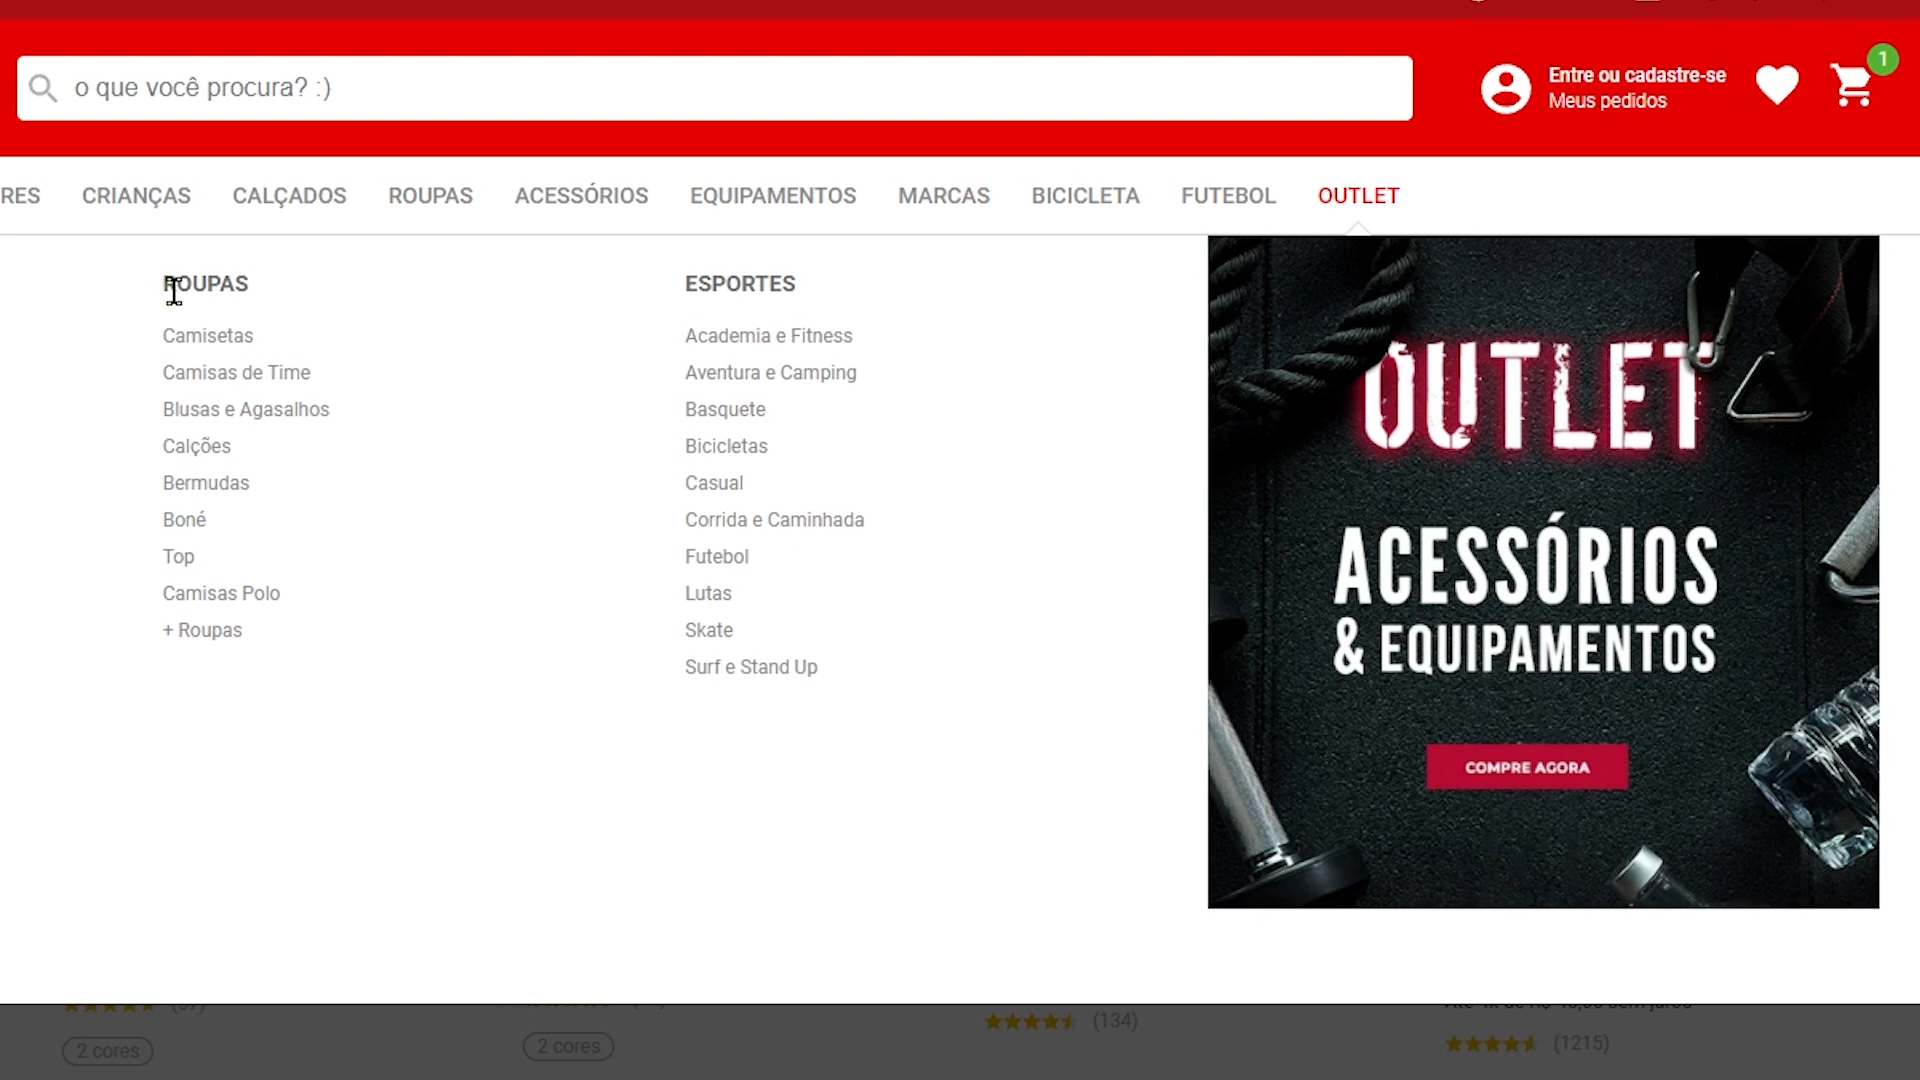 o que você procura? :)
Entre ou cadastre-se
Meus pedidos
1
RES CRIANÇAS CALÇADOS ROUPAS ACESSÓRIOS EQUIPAMENTOS MARCAS BICICLETA FUTEBOL OUTLET
ROUPAS
Camisetas
Camisas de Time
Blusas e Agasalhos
Calções
Bermudas
Boné
Top
Camisas Polo
+ Roupas
ESPORTES
Academia e Fitness
Aventura e Camping
Basquete
Bicicletas
Casual
Corrida e Caminhada
Futebol
Lutas
Skate
Surf e Stand Up
OUTLET
ACESSÓRIOS
& EQUIPAMENTOS
COMPRE AGORA
2 cores
2 cores
(134)
(1215)